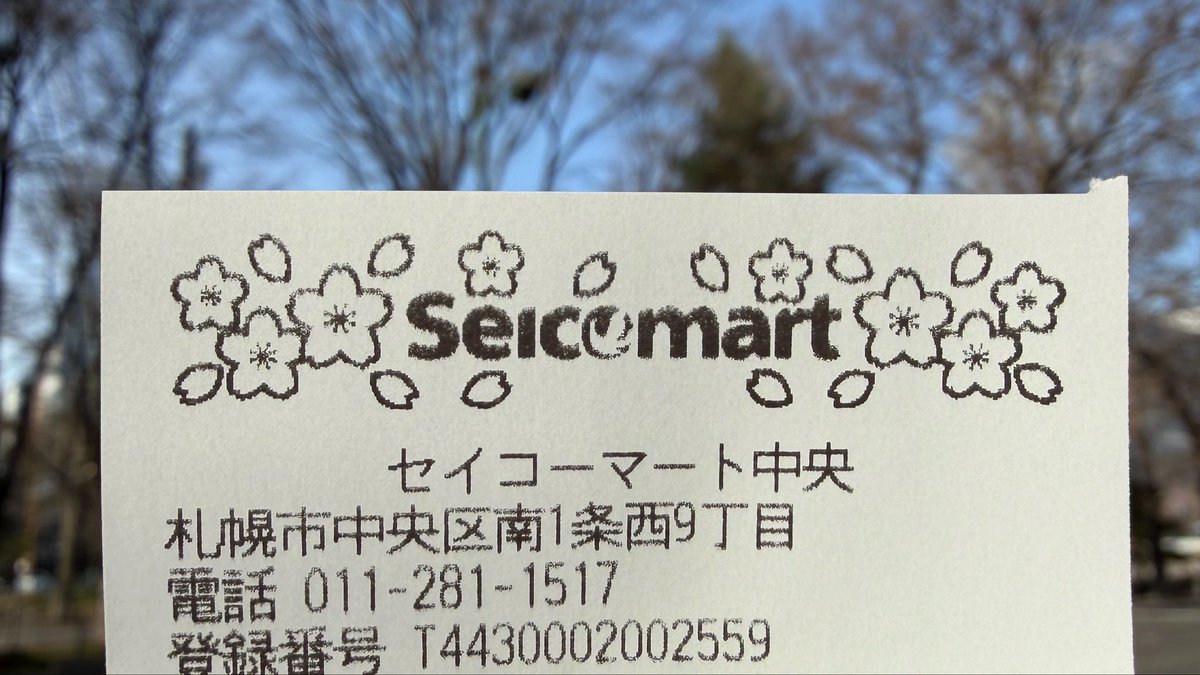 Seicomart
セイコーマート中央
札幌市中央区南1条西9丁目
電話 011-281-1517
登録番号 T4430002002559